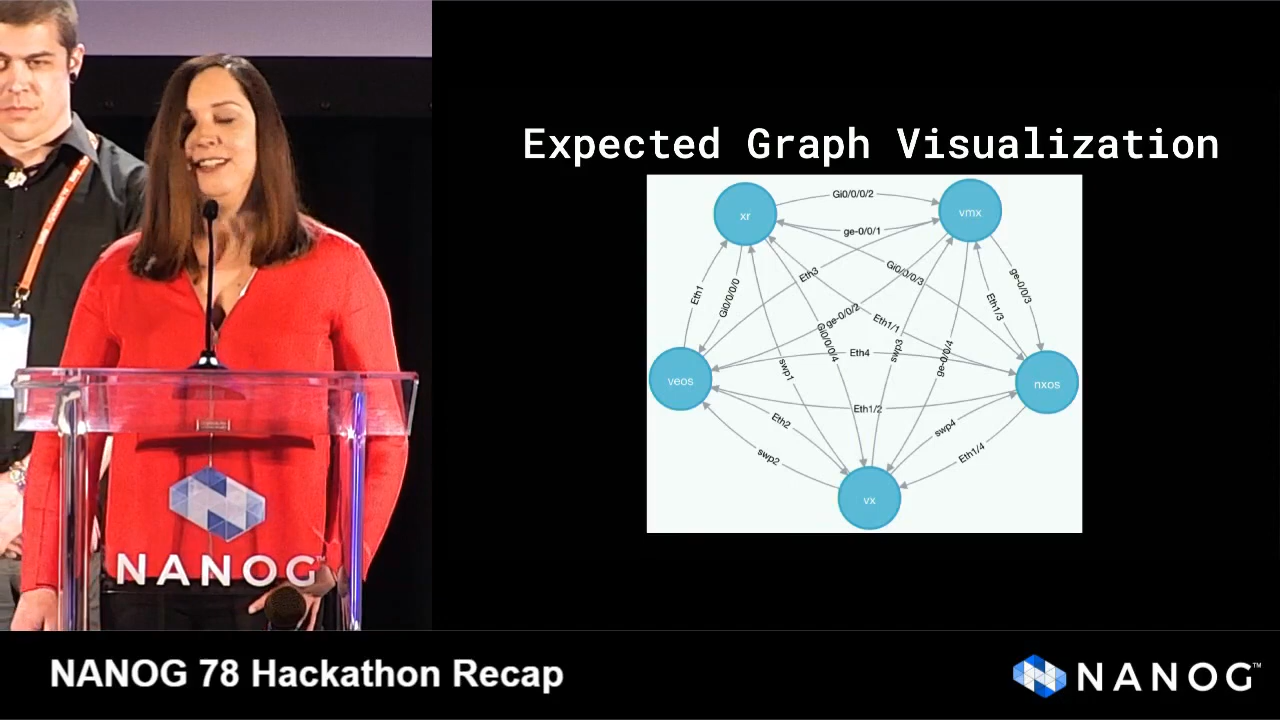 Expected Graph Visualization
xr
Gi0/0/0/2
vmx
ge-0/0/1
Eth3
Gi0/0/0/3
ge-0/0/3
Eth1
Gi0/0/0/0
ge-0/0/2
Gi0/0/0/4
Eth1/1
Eth1/3
swp3
ge-0/0/4
Eth4
swp1
veos
nxos
Eth1/2
Eth2
swp4
swp2
Eth1/4
vx
NANOG™
NANOG 78 Hackathon Recap
NANOG™